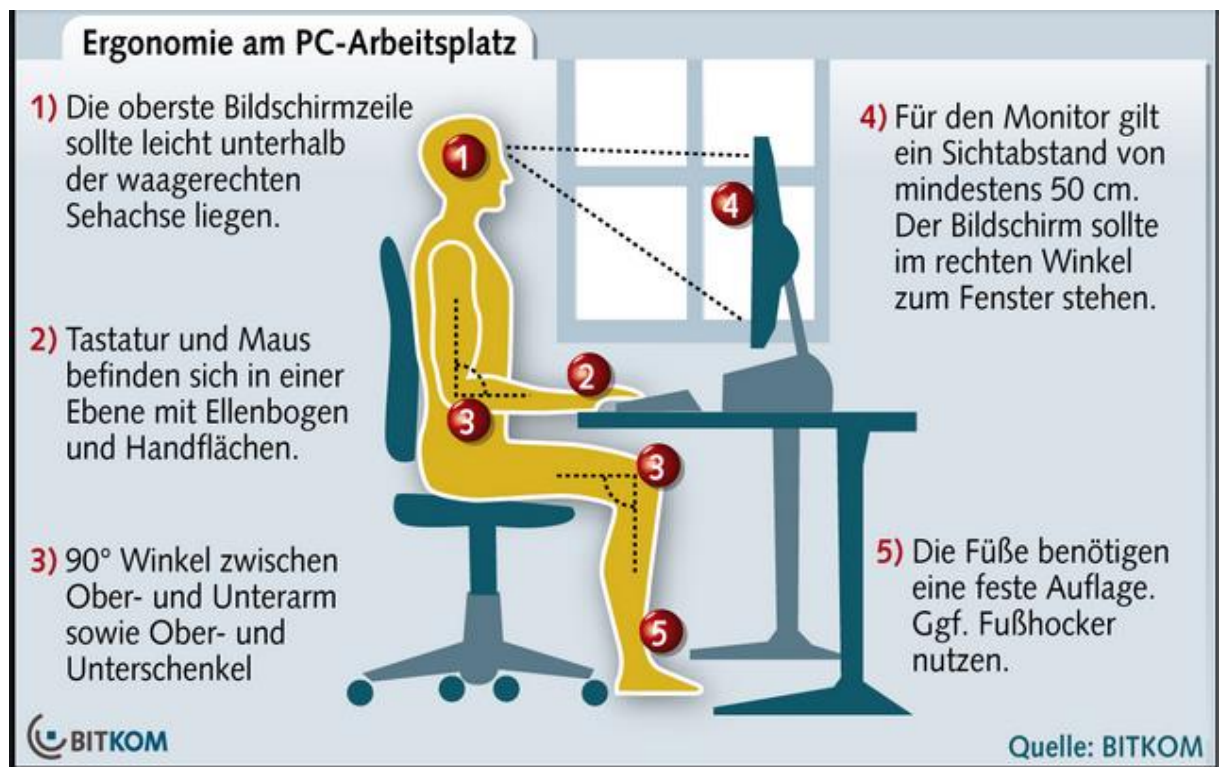 Ergonomie am PC-Arbeitsplatz
1) Die oberste Bildschirmzeile
sollte leicht unterhalb
der waagerechten
Sehachse liegen.
2) Tastatur und Maus
befinden sich in einer
Ebene mit Ellenbogen
und Handflächen.
3) 90° Winkel zwischen
Ober- und Unterarm
sowie Ober- und
Unterschenkel
4) Für den Monitor gilt
ein Sichtabstand von
mindestens 50 cm.
Der Bildschirm sollte
im rechten Winkel
zum Fenster stehen.
5) Die Füße benötigen
eine feste Auflage.
Ggf. Fußhocker
nutzen.
1
4
2
3
3
5
BITKOM
Quelle: BITKOM